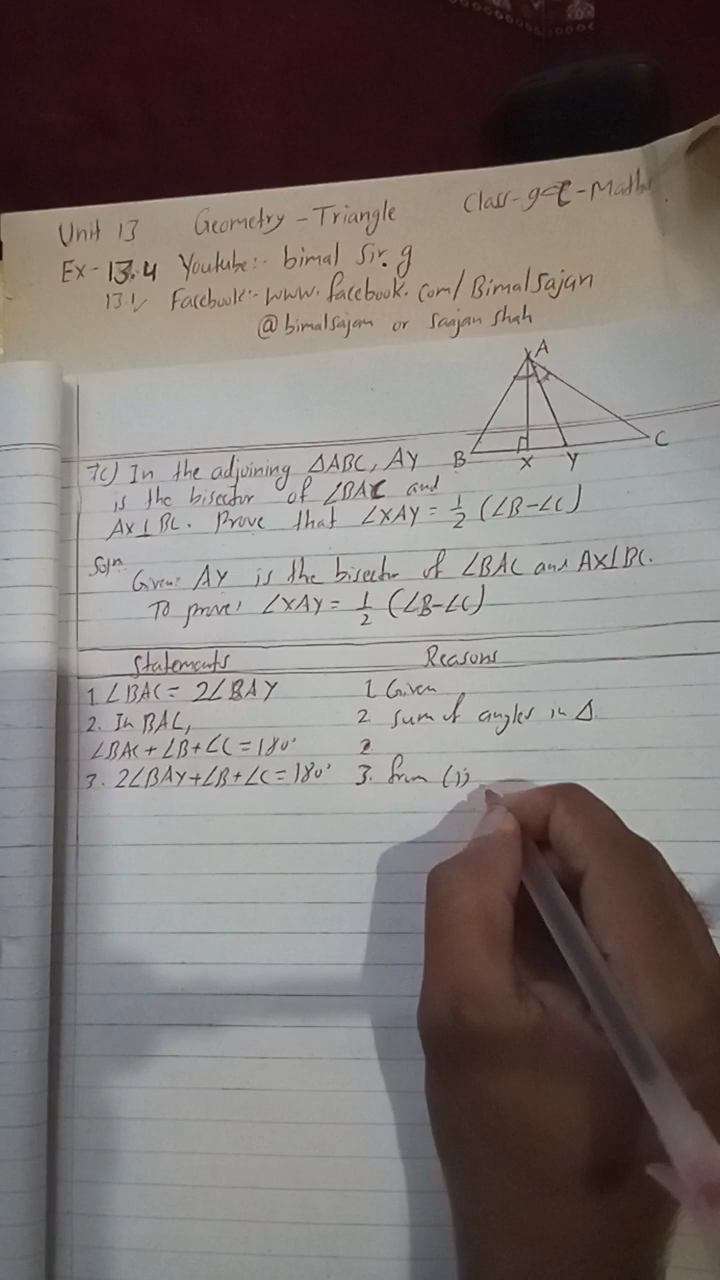 Unit 13 Geometry - Triangle Class - 9 - Math
Ex - 13.4 Youtube:- bimal Sir. g
13.1 Facebook:- www.facebook.com/Bimalsajan
@bimalsajan or Saajan Shah
A
B X Y C
7c) In the adjoining ΔABC, AY
is the bisector of ∠BAC and
AX⊥BC. Prove that ∠XAY = 1/2 (∠B-∠C)
Soln
Given: AY is the bisector of ∠BAC and AX⊥BC.
To prove: ∠XAY = 1/2 (∠B-∠C)
Statements Reasons
1. ∠BAC = 2∠BAY 1. Given
2. In BAC, 2. Sum of angles in Δ.
∠BAC + ∠B + ∠C = 180° 2
3. 2∠BAY + ∠B + ∠C = 180° 3. from (1)